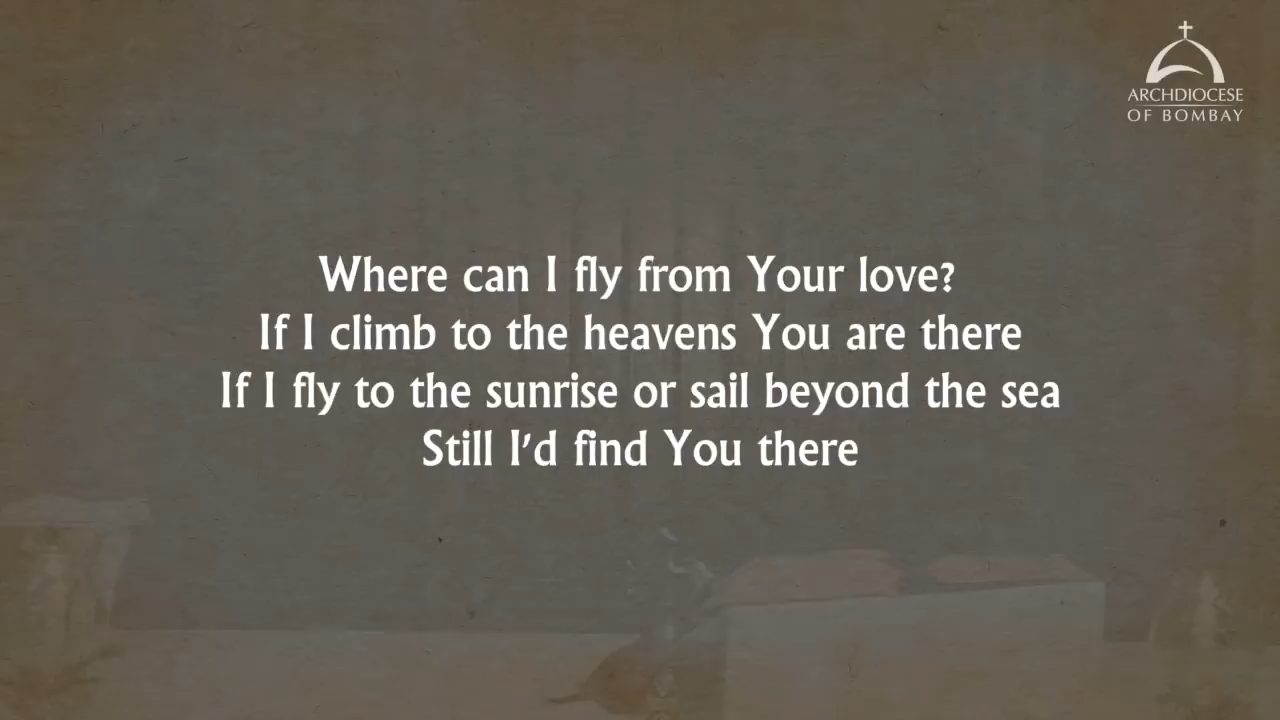 ARCHDIOCESE
OF BOMBAY
Where can I fly from Your love?
If I climb to the heavens You are there
If I fly to the sunrise or sail beyond the sea
Still I'd find You there